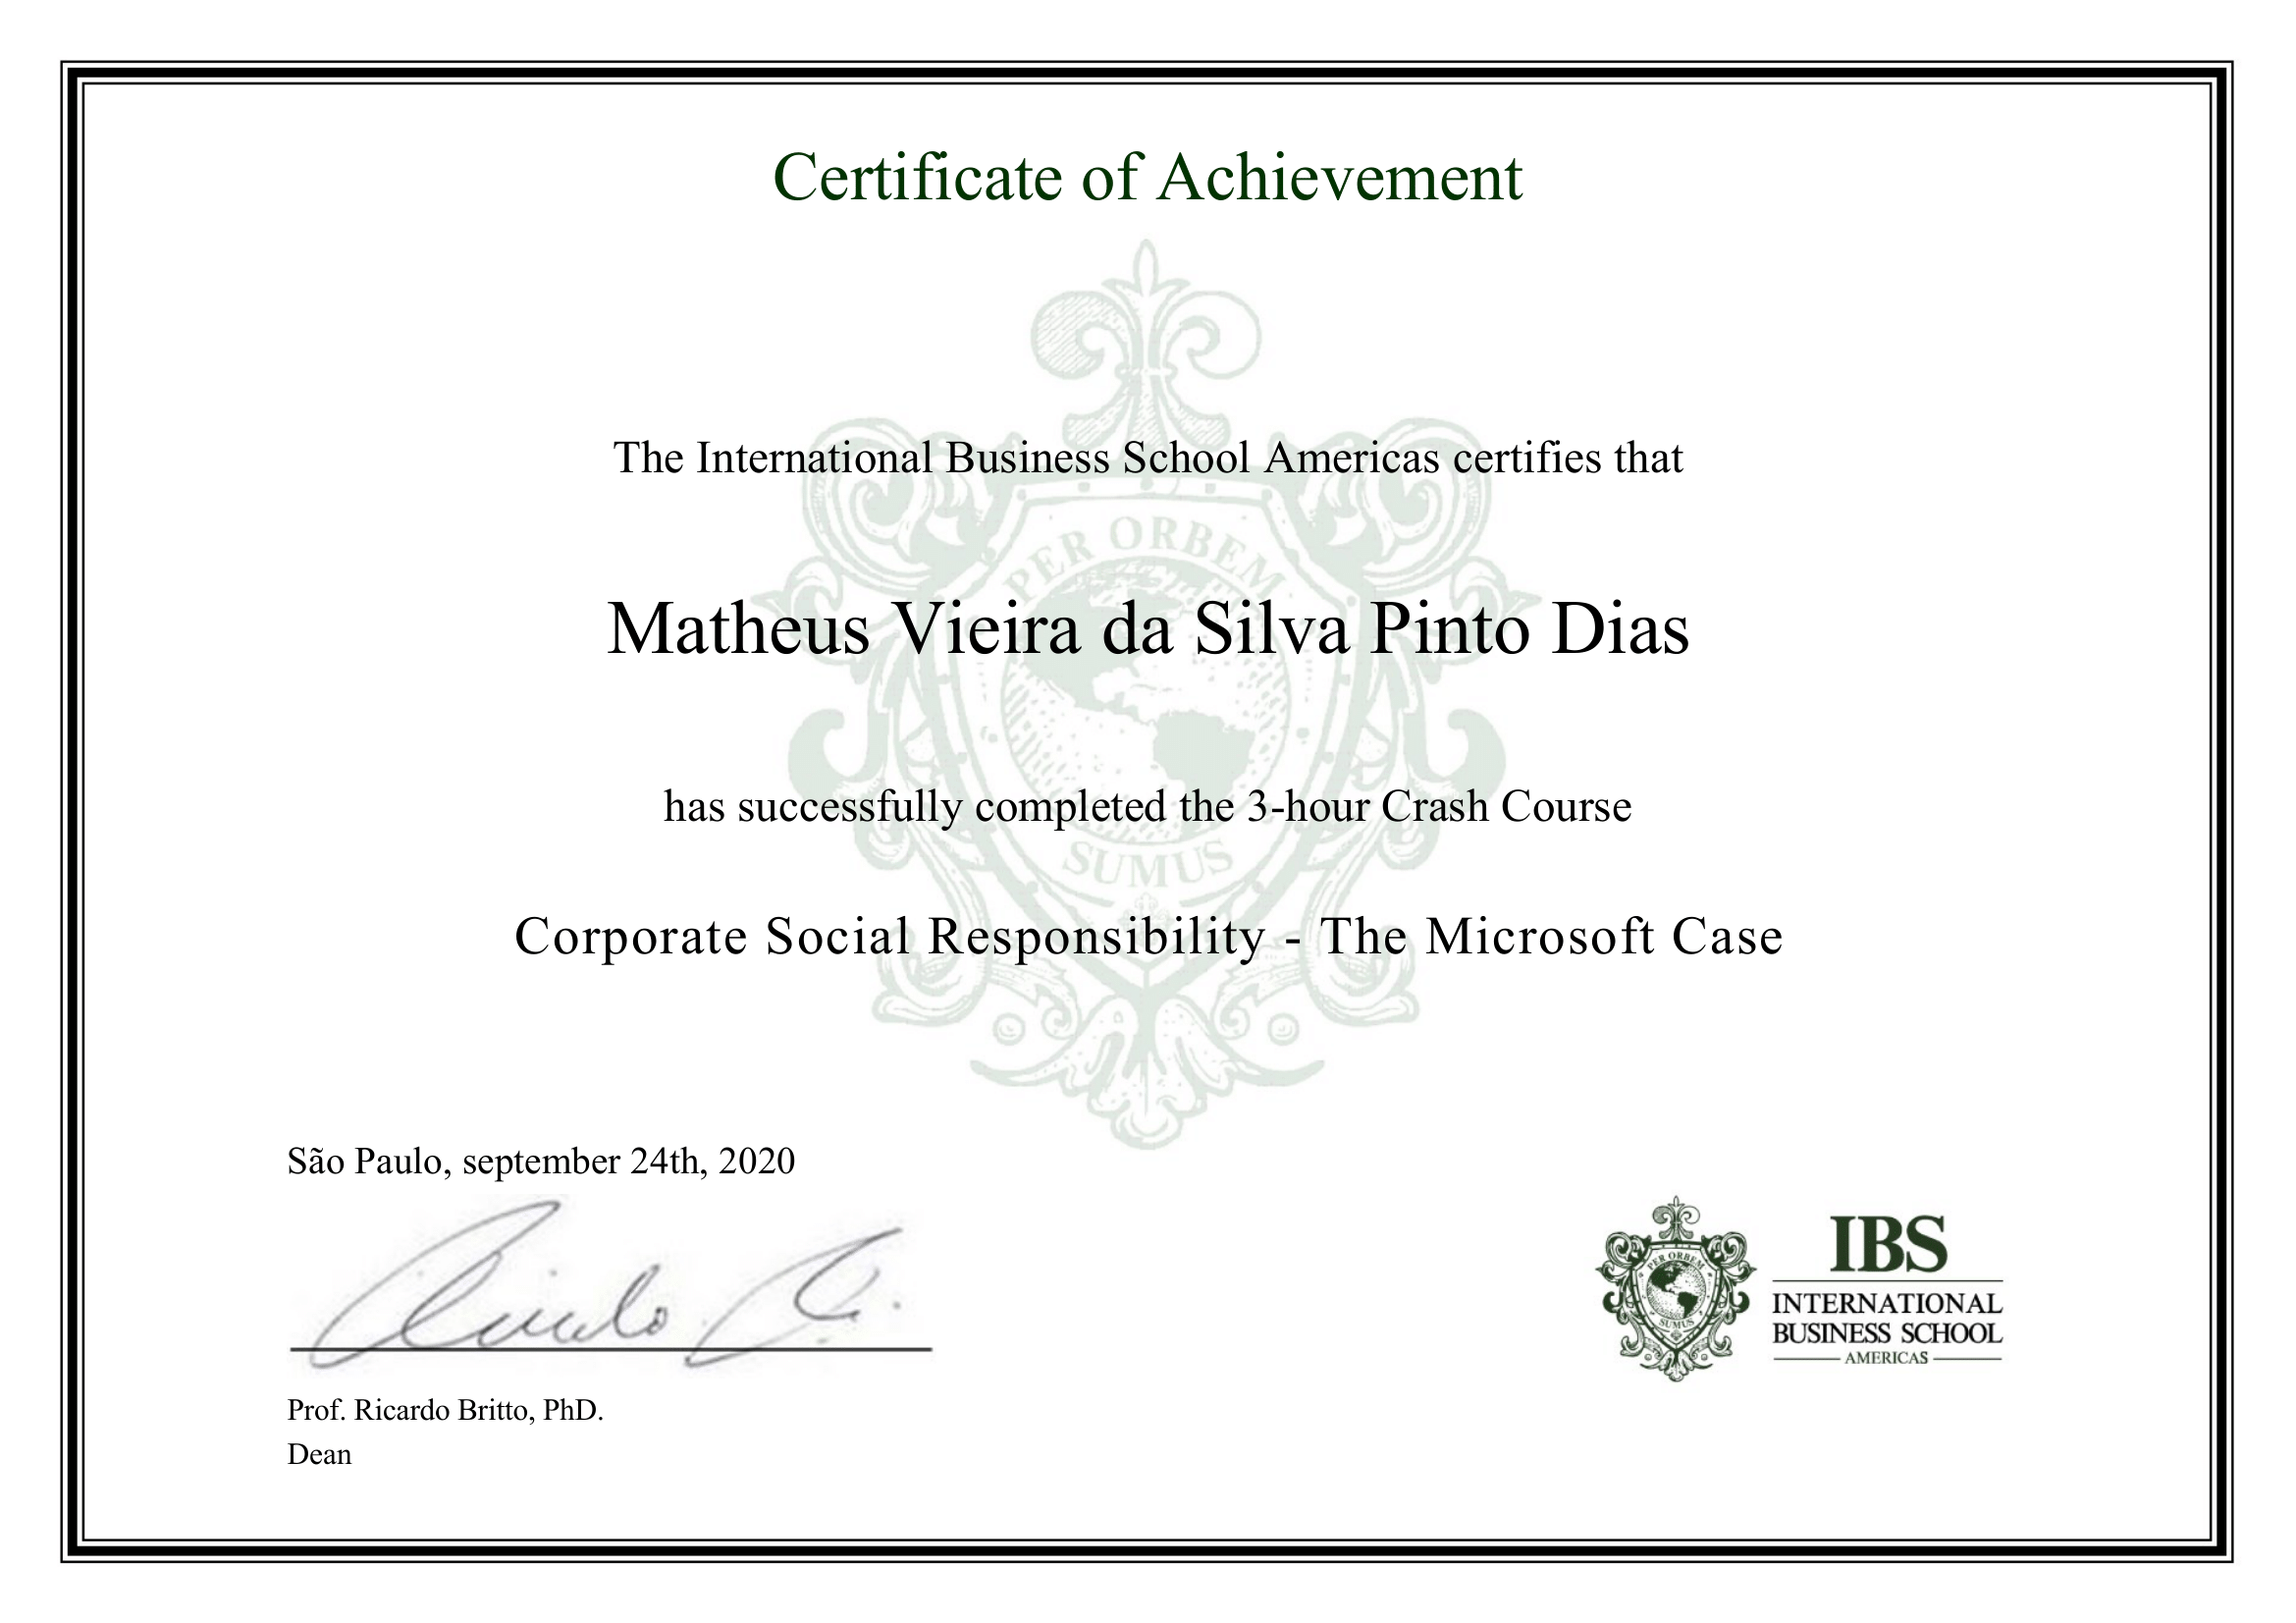 Certificate of Achievement
The International Business School Americas certifies that
PER ORBEM
Matheus Vieira da Silva Pinto Dias
has successfully completed the 3-hour Crash Course
SUMUS
Corporate Social Responsibility - The Microsoft Case
São Paulo, september 24th, 2020
Prof. Ricardo Britto, PhD.
Dean
PER ORBEM
SUMUS
IBS
INTERNATIONAL
BUSINESS SCHOOL
AMERICAS